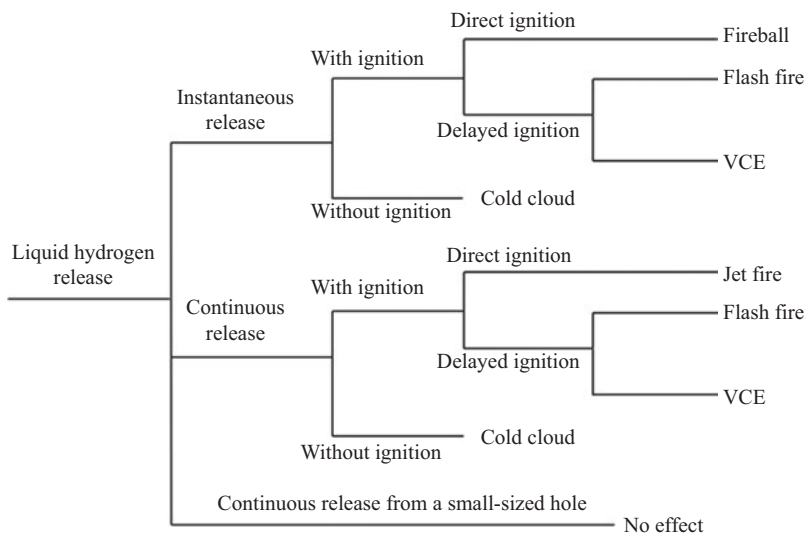 Direct ignition
Fireball
With ignition
Flash fire
Instantaneous
release
Delayed ignition
VCE
Without ignition
Cold cloud
Liquid hydrogen
release
Direct ignition
Jet fire
With ignition
Continuous
release
Flash fire
Delayed ignition
VCE
Without ignition
Cold cloud
Continuous release from a small-sized hole
No effect